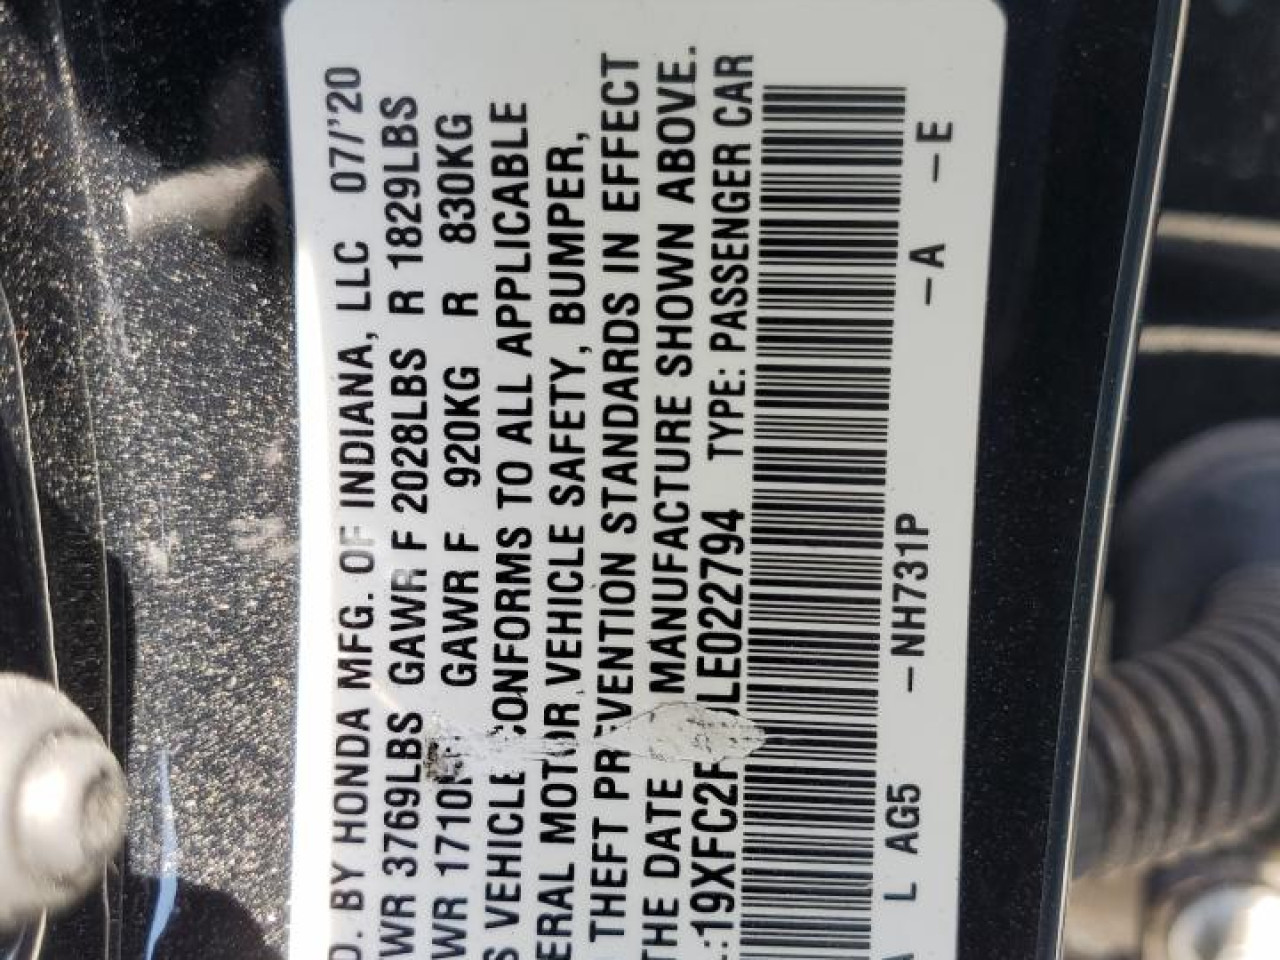 D. BY HONDA MFG. OF INDIANA, LLC 07/'20
WR 3769LBS GAWR F 2028LBS R 1829LBS
WR 1710 GAWR F 920KG R 830KG
S VEHICLE CONFORMS TO ALL APPLICABLE
ERAL MOTOR VEHICLE SAFETY, BUMPER,
THEFT PREVENTION STANDARDS IN EFFECT
THE DATE MANUFACTURE SHOWN ABOVE.
:19XFC2F LE022794 TYPE: PASSENGER CAR
A L AG5 -NH731P -A -E